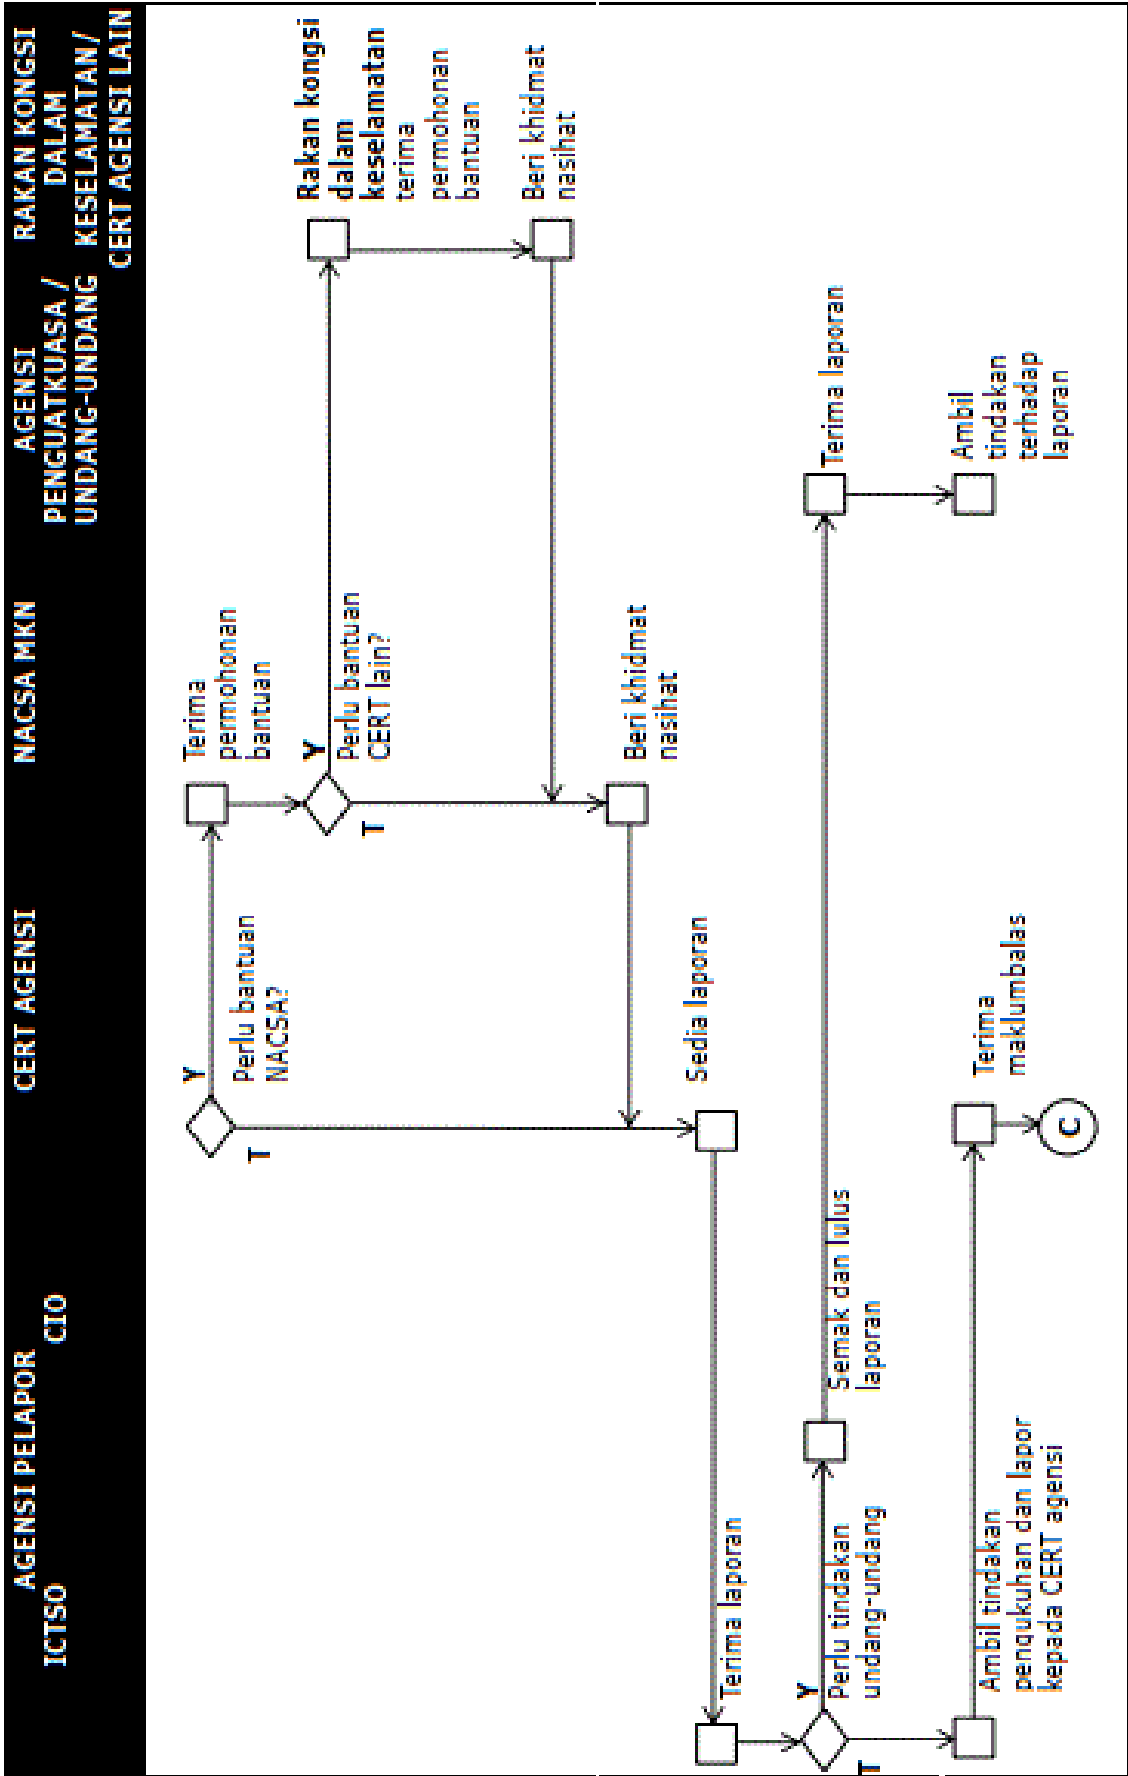 AGENSI PELAPOR
ICTSO
CIO
CERT AGENSI
NACSA MKN
AGENSI
PENGUATKUASA /
UNDANG-UNDANG
RAKAN KONGSI
DALAM
KESELAMATAN /
CERT AGENSI LAIN
Y
Perlu bantuan
NACSA?
T
Terima
permohonan
bantuan
Y
Perlu bantuan
CERT lain?
T
Rakan kongsi
dalam
keselamatan
terima
permohonan
bantuan
Beri khidmat
nasihat
Beri khidmat
nasihat
Sedia laporan
Terima laporan
Y
Perlu tindakan
undang-undang
T
Semak dan lulus
laporan
Terima laporan
Ambil
tindakan
terhadap
laporan
Ambil tindakan
pengukuhan dan lapor
kepada CERT agensi
Terima
maklumbalas
C